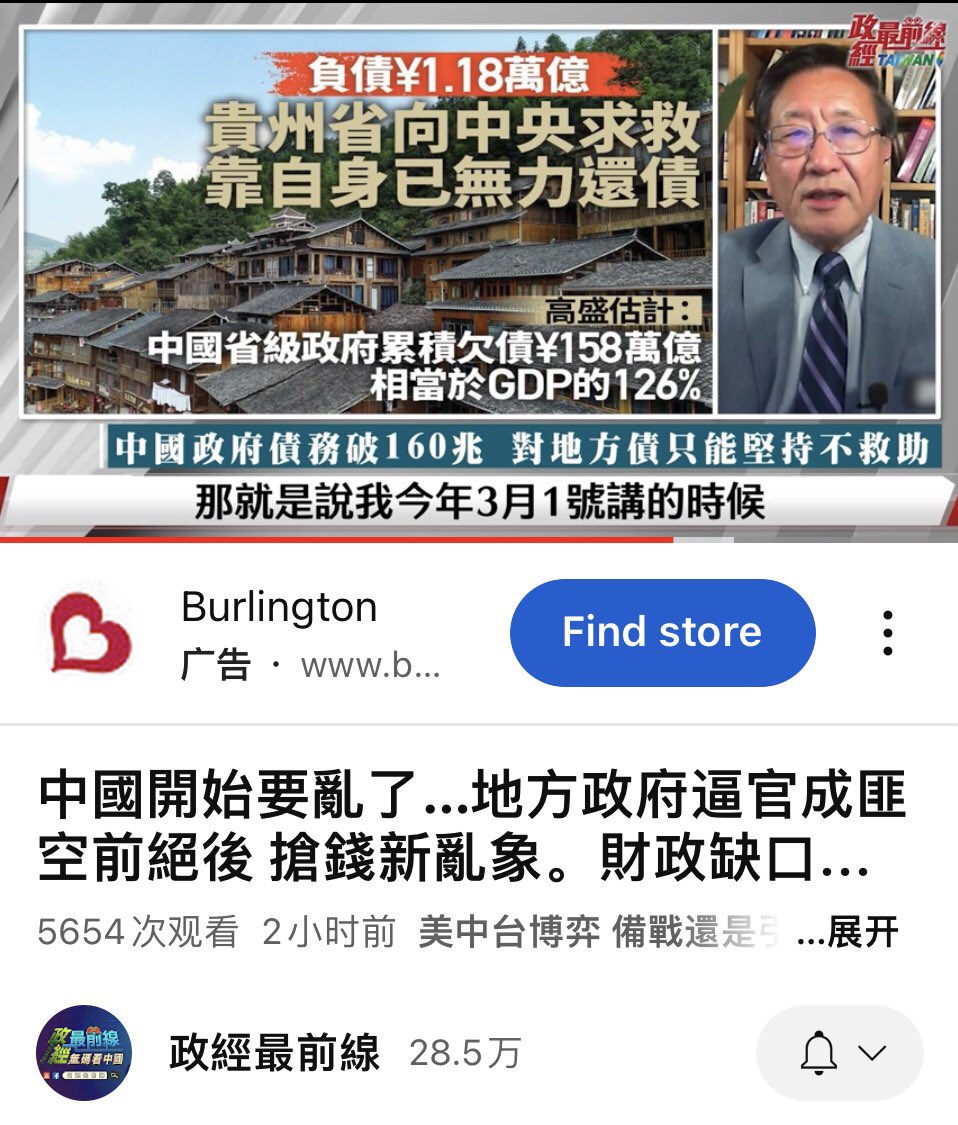 政經最前線
TAIWAN
負債¥1.18萬億
貴州省向中央求救
靠自身已無力還債
高盛估計：
中國省級政府累積欠債¥158萬億
相當於GDP的126%
中國政府債務破160兆 對地方債只能堅持不救助
那就是說我今年3月1號講的時候
Burlington
广告 · www.b...
Find store
中國開始要亂了...地方政府逼官成匪
空前絕後 搶錢新亂象。財政缺口...
5654次观看 2小时前 美中台博弈 備戰還是 ...展开
政經最前線
無碼看中國
政經最前線 28.5万